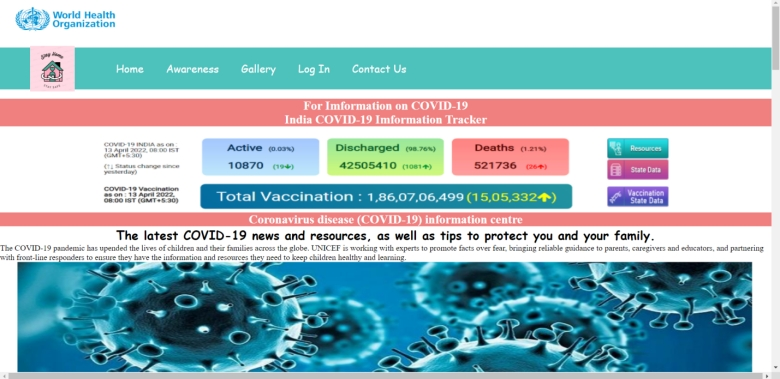 World Health
Organization
Stay Home
Home Awareness Gallery Log In Contact Us
For Imformation on COVID-19
India COVID-19 Imformation Tracker
COVID-19 INDIA as on :
13 April 2022, 08:00 IST
(GMT+5:30)
(↑↓ Status change since
yesterday)
Active (0.03%)
10870 (19↓)
Discharged (98.76%)
42505410 (1081↑)
Deaths (1.21%)
521736 (26↑)
Resources
State Data
COVID-19 Vaccination
as on : 13 April 2022,
08:00 IST (GMT+5:30)
Total Vaccination : 1,86,07,06,499 (15,05,332↑)
Vaccination
State Data
Coronavirus disease (COVID-19) information centre
The latest COVID-19 news and resources, as well as tips to protect you and your family.
The COVID-19 pandemic has upended the lives of children and their families across the globe. UNICEF is working with experts to promote facts over fear, bringing reliable guidance to parents, caregivers and educators, and partnering
with front-line responders to ensure they have the information and resources they need to keep children healthy and learning.